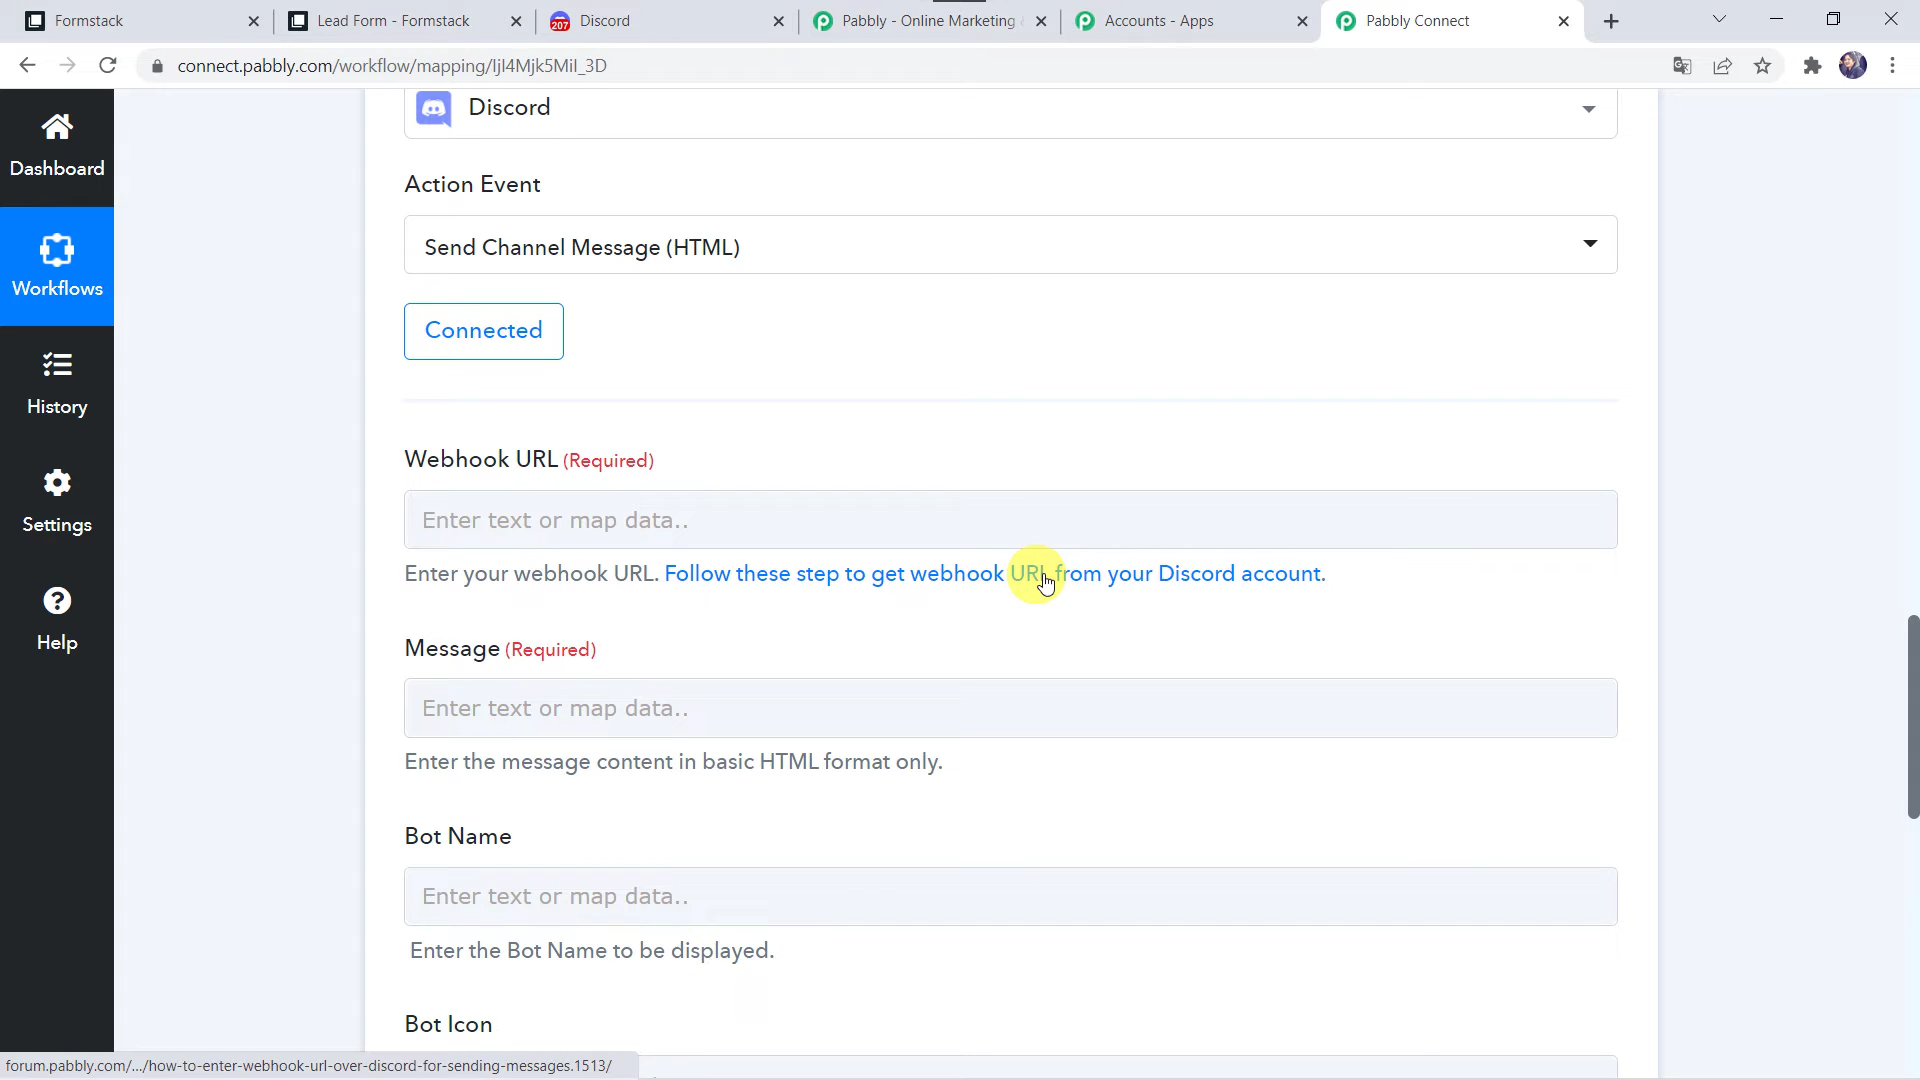 Formstack
Lead Form - Formstack
207
Discord
Pabbly - Online Marketing
Accounts - Apps
Pabbly Connect
connect.pabbly.com/workflow/mapping/IjI4Mjk5MiI_3D
Dashboard
Workflows
History
Settings
Help
Discord
Action Event
Send Channel Message (HTML)
Connected
Webhook URL (Required)
Enter text or map data..
Enter your webhook URL. Follow these step to get webhook URL from your Discord account.
Message (Required)
Enter text or map data..
Enter the message content in basic HTML format only.
Bot Name
Enter text or map data..
Enter the Bot Name to be displayed.
Bot Icon
forum.pabbly.com/.../how-to-enter-webhook-url-over-discord-for-sending-messages.1513/